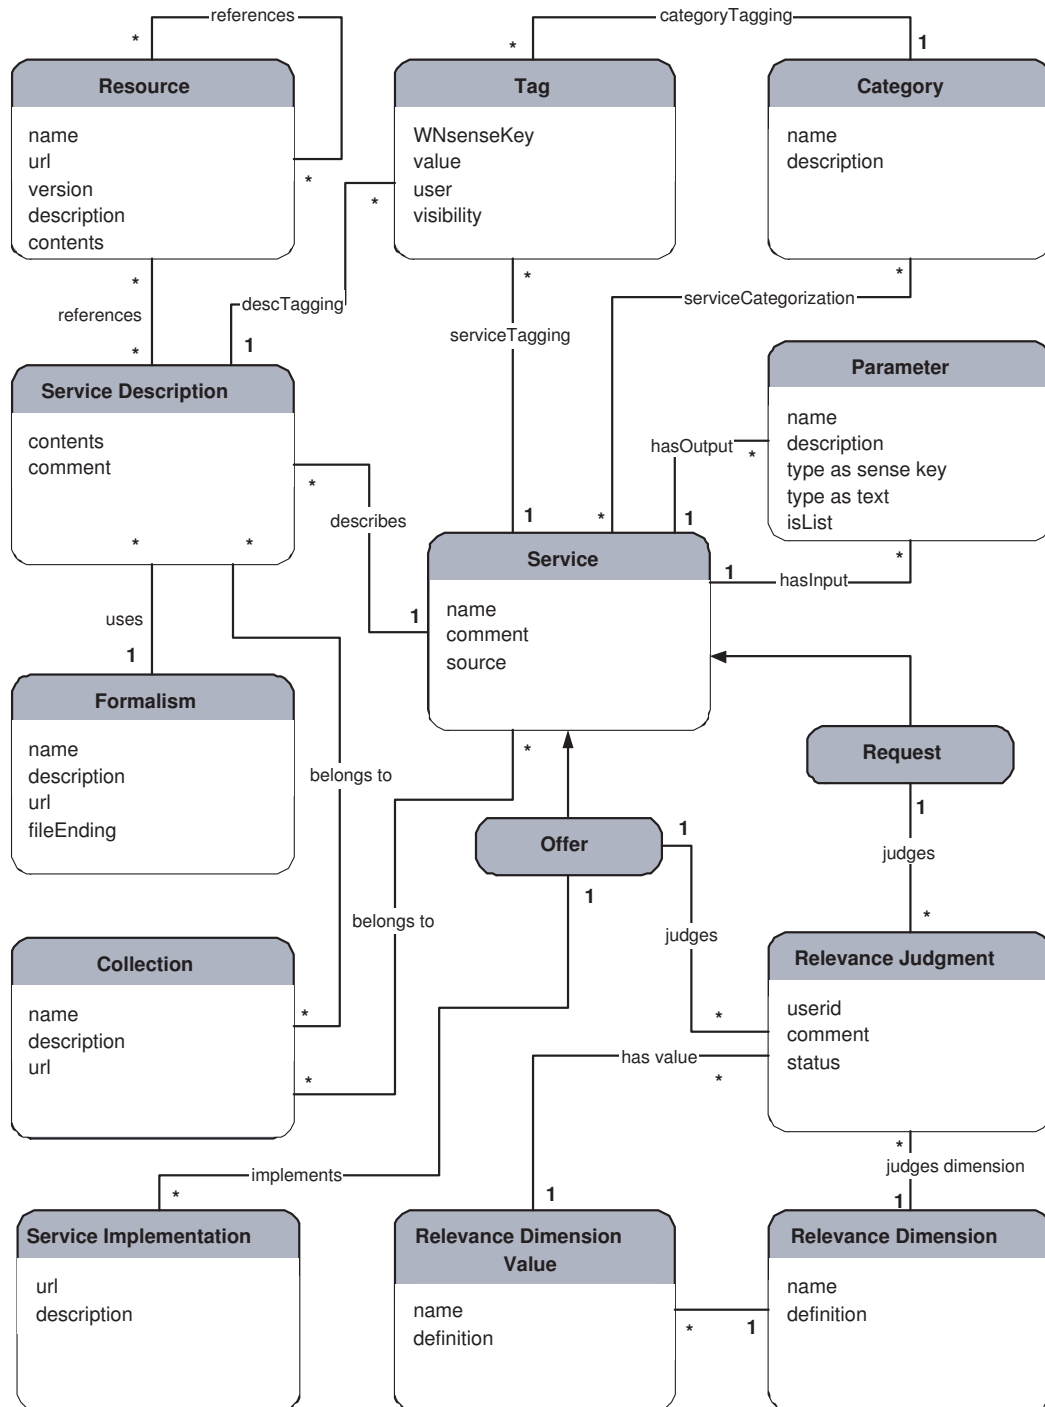 references
categoryTagging
*
*
1
Resource
Tag
Category
name
url
version
description
contents
WNsenseKey
value
user
visibility
name
description
*
*
*
*
*
references
descTagging
serviceCategorization
serviceTagging
*
1
Service Description
contents
comment
Parameter
name
description
type as sense key
type as text
isList
hasOutput
*
*
describes
1
*
1
*
*
*
Service
name
comment
source
1
hasInput
1
uses
1
Formalism
name
description
url
fileEnding
belongs to
*
Request
1
Offer
1
1
judges
judges
belongs to
*
Collection
name
description
url
*
*
Relevance Judgment
userid
comment
status
*
has value
*
*
judges dimension
implements
*
1
1
Service Implementation
url
description
Relevance Dimension
Value
name
definition
Relevance Dimension
name
definition
*
1